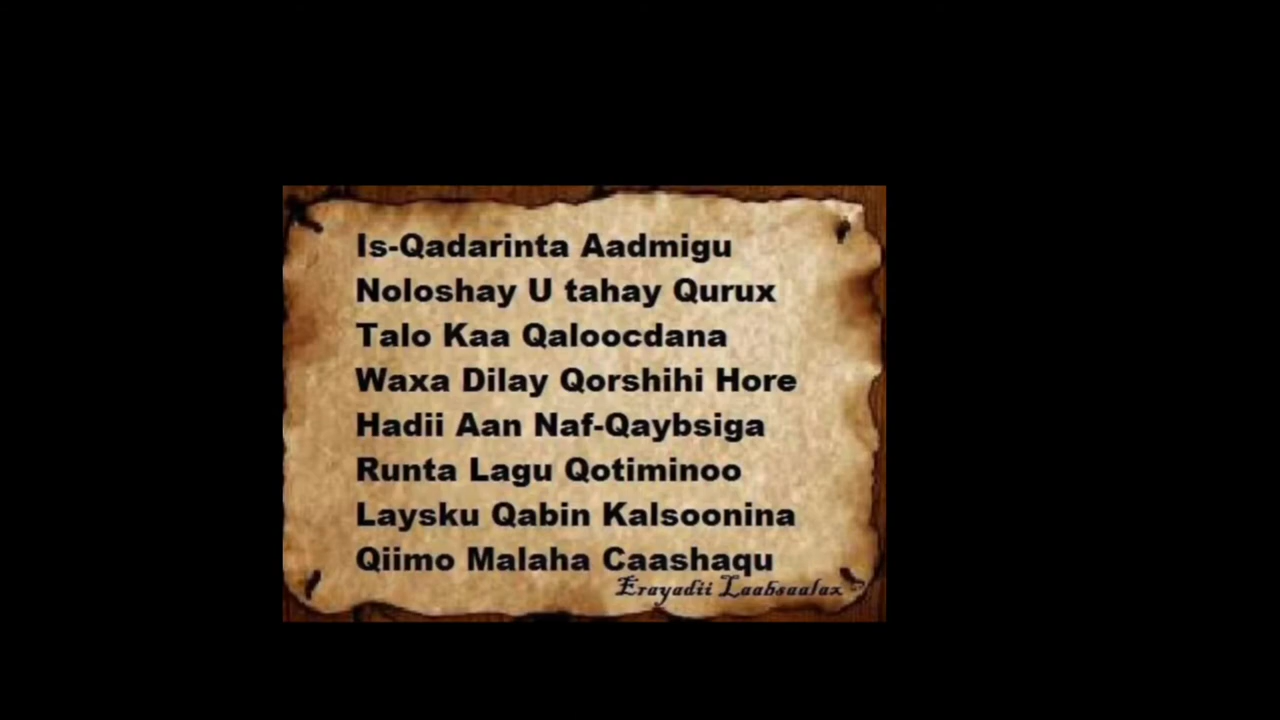 Is-Qadarinta Aadmigu
Noloshay U tahay Qurux
Talo Kaa Qaloocdana
Waxa Dilay Qorshihi Hore
Hadii Aan Naf-Qaybsiga
Runta Lagu Qotiminoo
Laysku Qabin Kalsoonina
Qiimo Malaha Caashaqu
Erayadii Laabsaalax